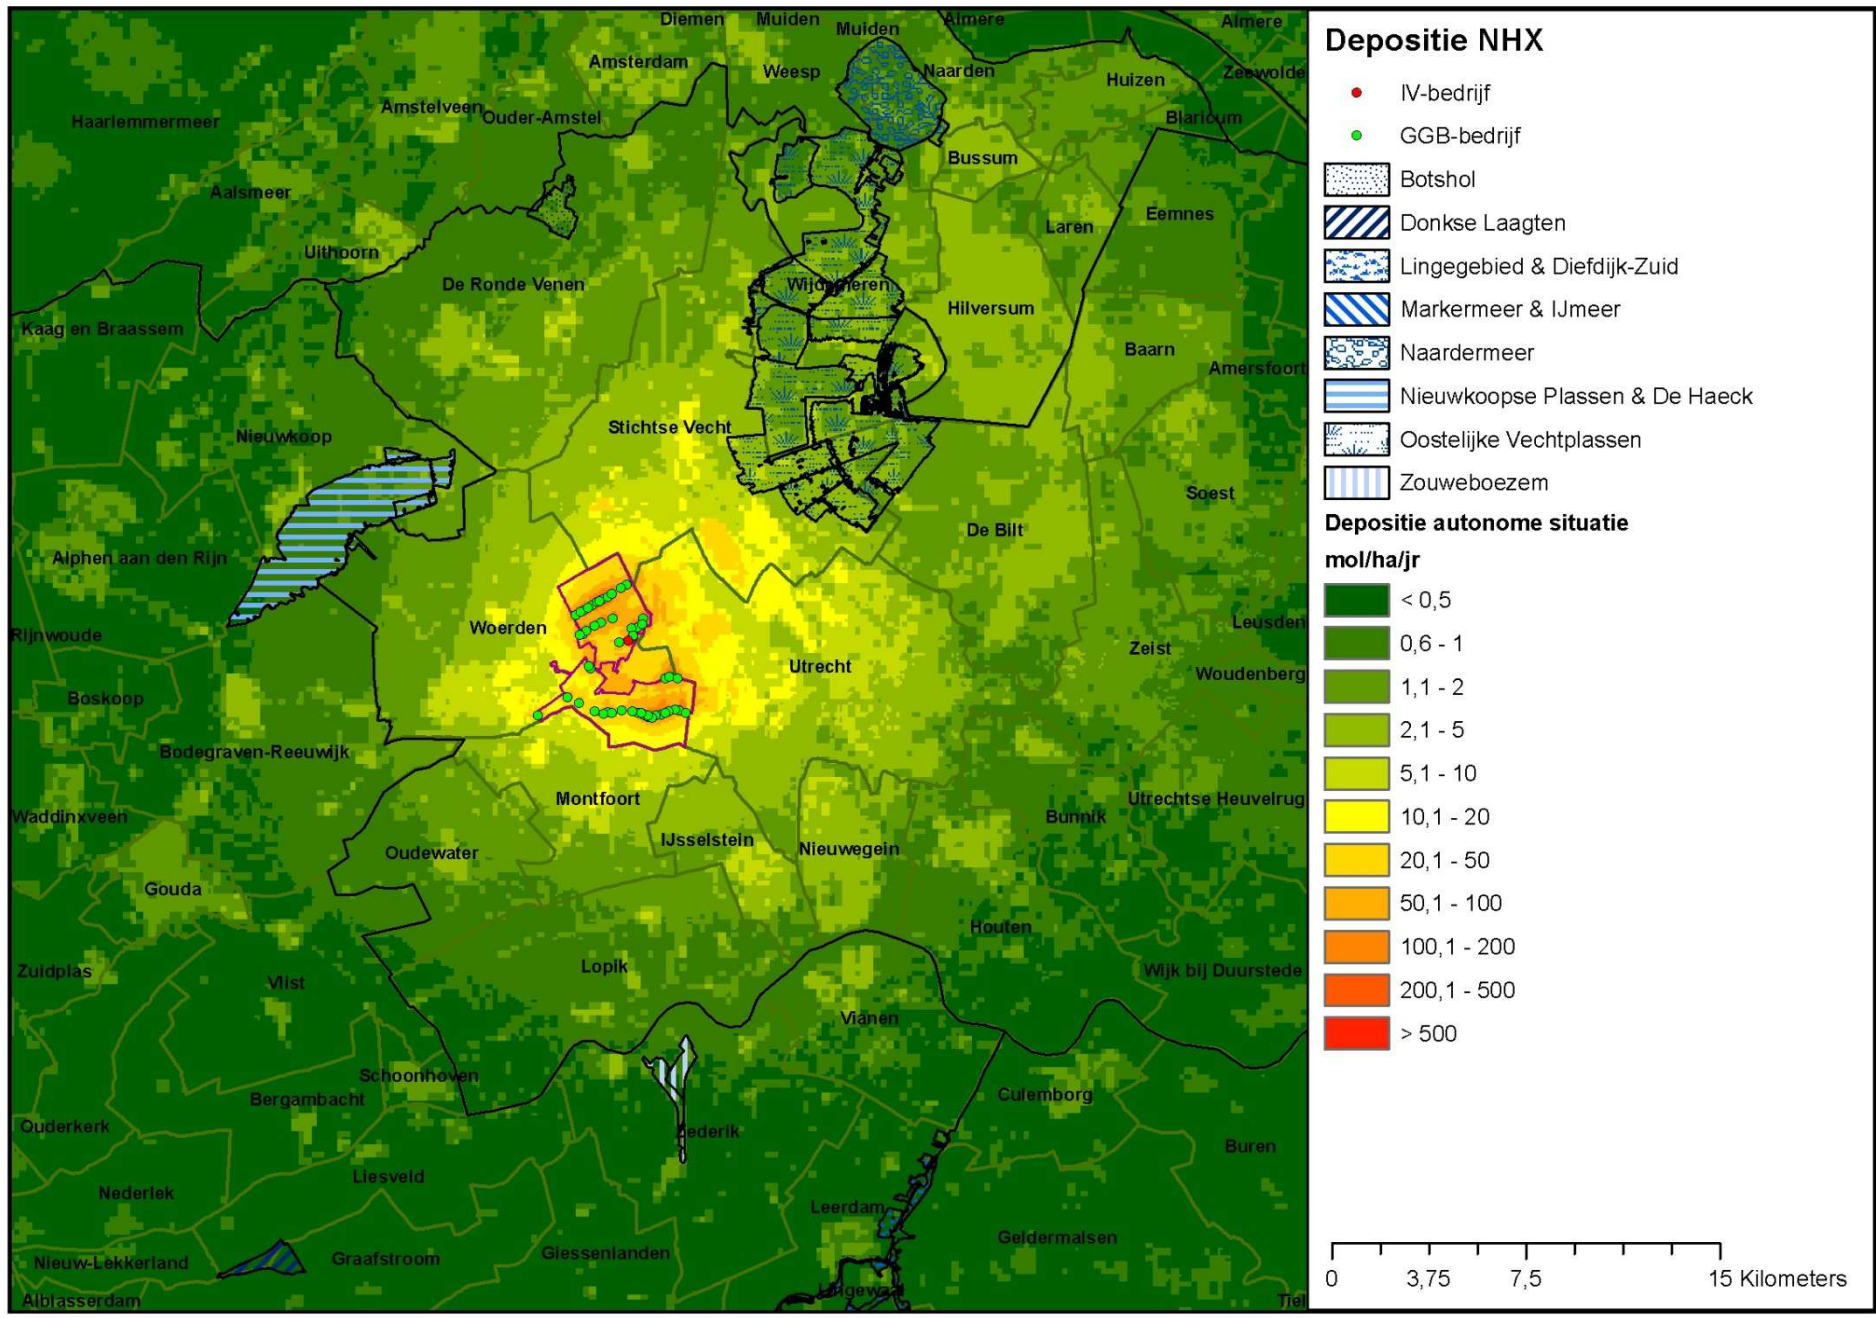 Diemen
Muiden
Almere
Almere
Muiden
Amsterdam
Weesp
Naarden
Huizen
Zeewolde
Haarlemmermeer
Amstelveen
Ouder-Amstel
Blaricum
Bussum
Aalsmeer
Laren
Eemnes
Uithoorn
De Ronde Venen
Wijdemeren
Hilversum
Kaag en Braassem
Baarn
Amersfoort
Nieuwkoop
Stichtse Vecht
Soest
De Bilt
Alphen aan den Rijn
Rijnwoude
Woerden
Leusden
Utrecht
Zeist
Woudenberg
Boskoop
Bodegraven-Reeuwijk
Montfoort
Utrechtse Heuvelrug
Waddinxveen
Bunnik
Oudewater
IJsselstein
Nieuwegein
Gouda
Houten
Zuidplas
Vlist
Lopik
Wijk bij Duurstede
Vianen
Schoonhoven
Bergambacht
Culemborg
Ouderkerk
Zederik
Buren
Liesveld
Nederlek
Leerdam
Geldermalsen
Nieuw-Lekkerland
Graafstroom
Giessenlanden
Lingewaal
Alblasserdam
Tiel
Depositie NHX
IV-bedrijf
GGB-bedrijf
Botshol
Donkse Laagten
Lingegebied & Diefdijk-Zuid
Markermeer & IJmeer
Naardermeer
Nieuwkoopse Plassen & De Haeck
Oostelijke Vechtplassen
Zouweboezem
Depositie autonome situatie
mol/ha/jr
< 0,5
0,6 - 1
1,1 - 2
2,1 - 5
5,1 - 10
10,1 - 20
20,1 - 50
50,1 - 100
100,1 - 200
200,1 - 500
> 500
0 3,75 7,5 15 Kilometers